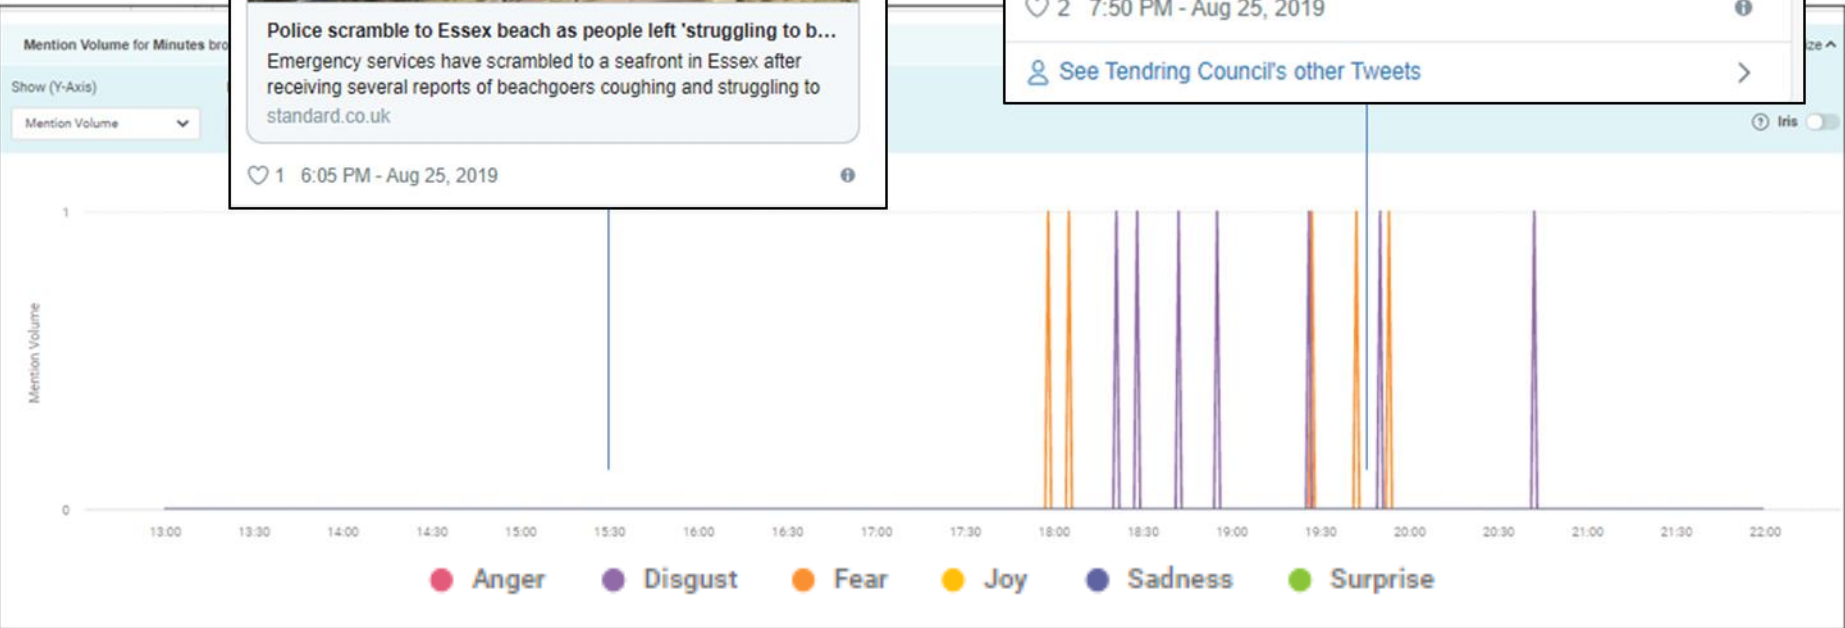 Police scramble to Essex beach as people left 'struggling to b...
Emergency services have scrambled to a seafront in Essex after
receiving several reports of beachgoers coughing and struggling to
standard.co.uk
1 6:05 PM - Aug 25, 2019
2 7:50 PM - Aug 25, 2019
See Tendring Council's other Tweets
Mention Volume for Minutes bro
ze
Show (Y-Axis)
Mention Volume
Iris
1
Mention Volume
0
13:00 13:30 14:00 14:30 15:00 15:30 16:00 16:30 17:00 17:30 18:00 18:30 19:00 19:30 20:00 20:30 21:00 21:30 22:00
Anger Disgust Fear Joy Sadness Surprise